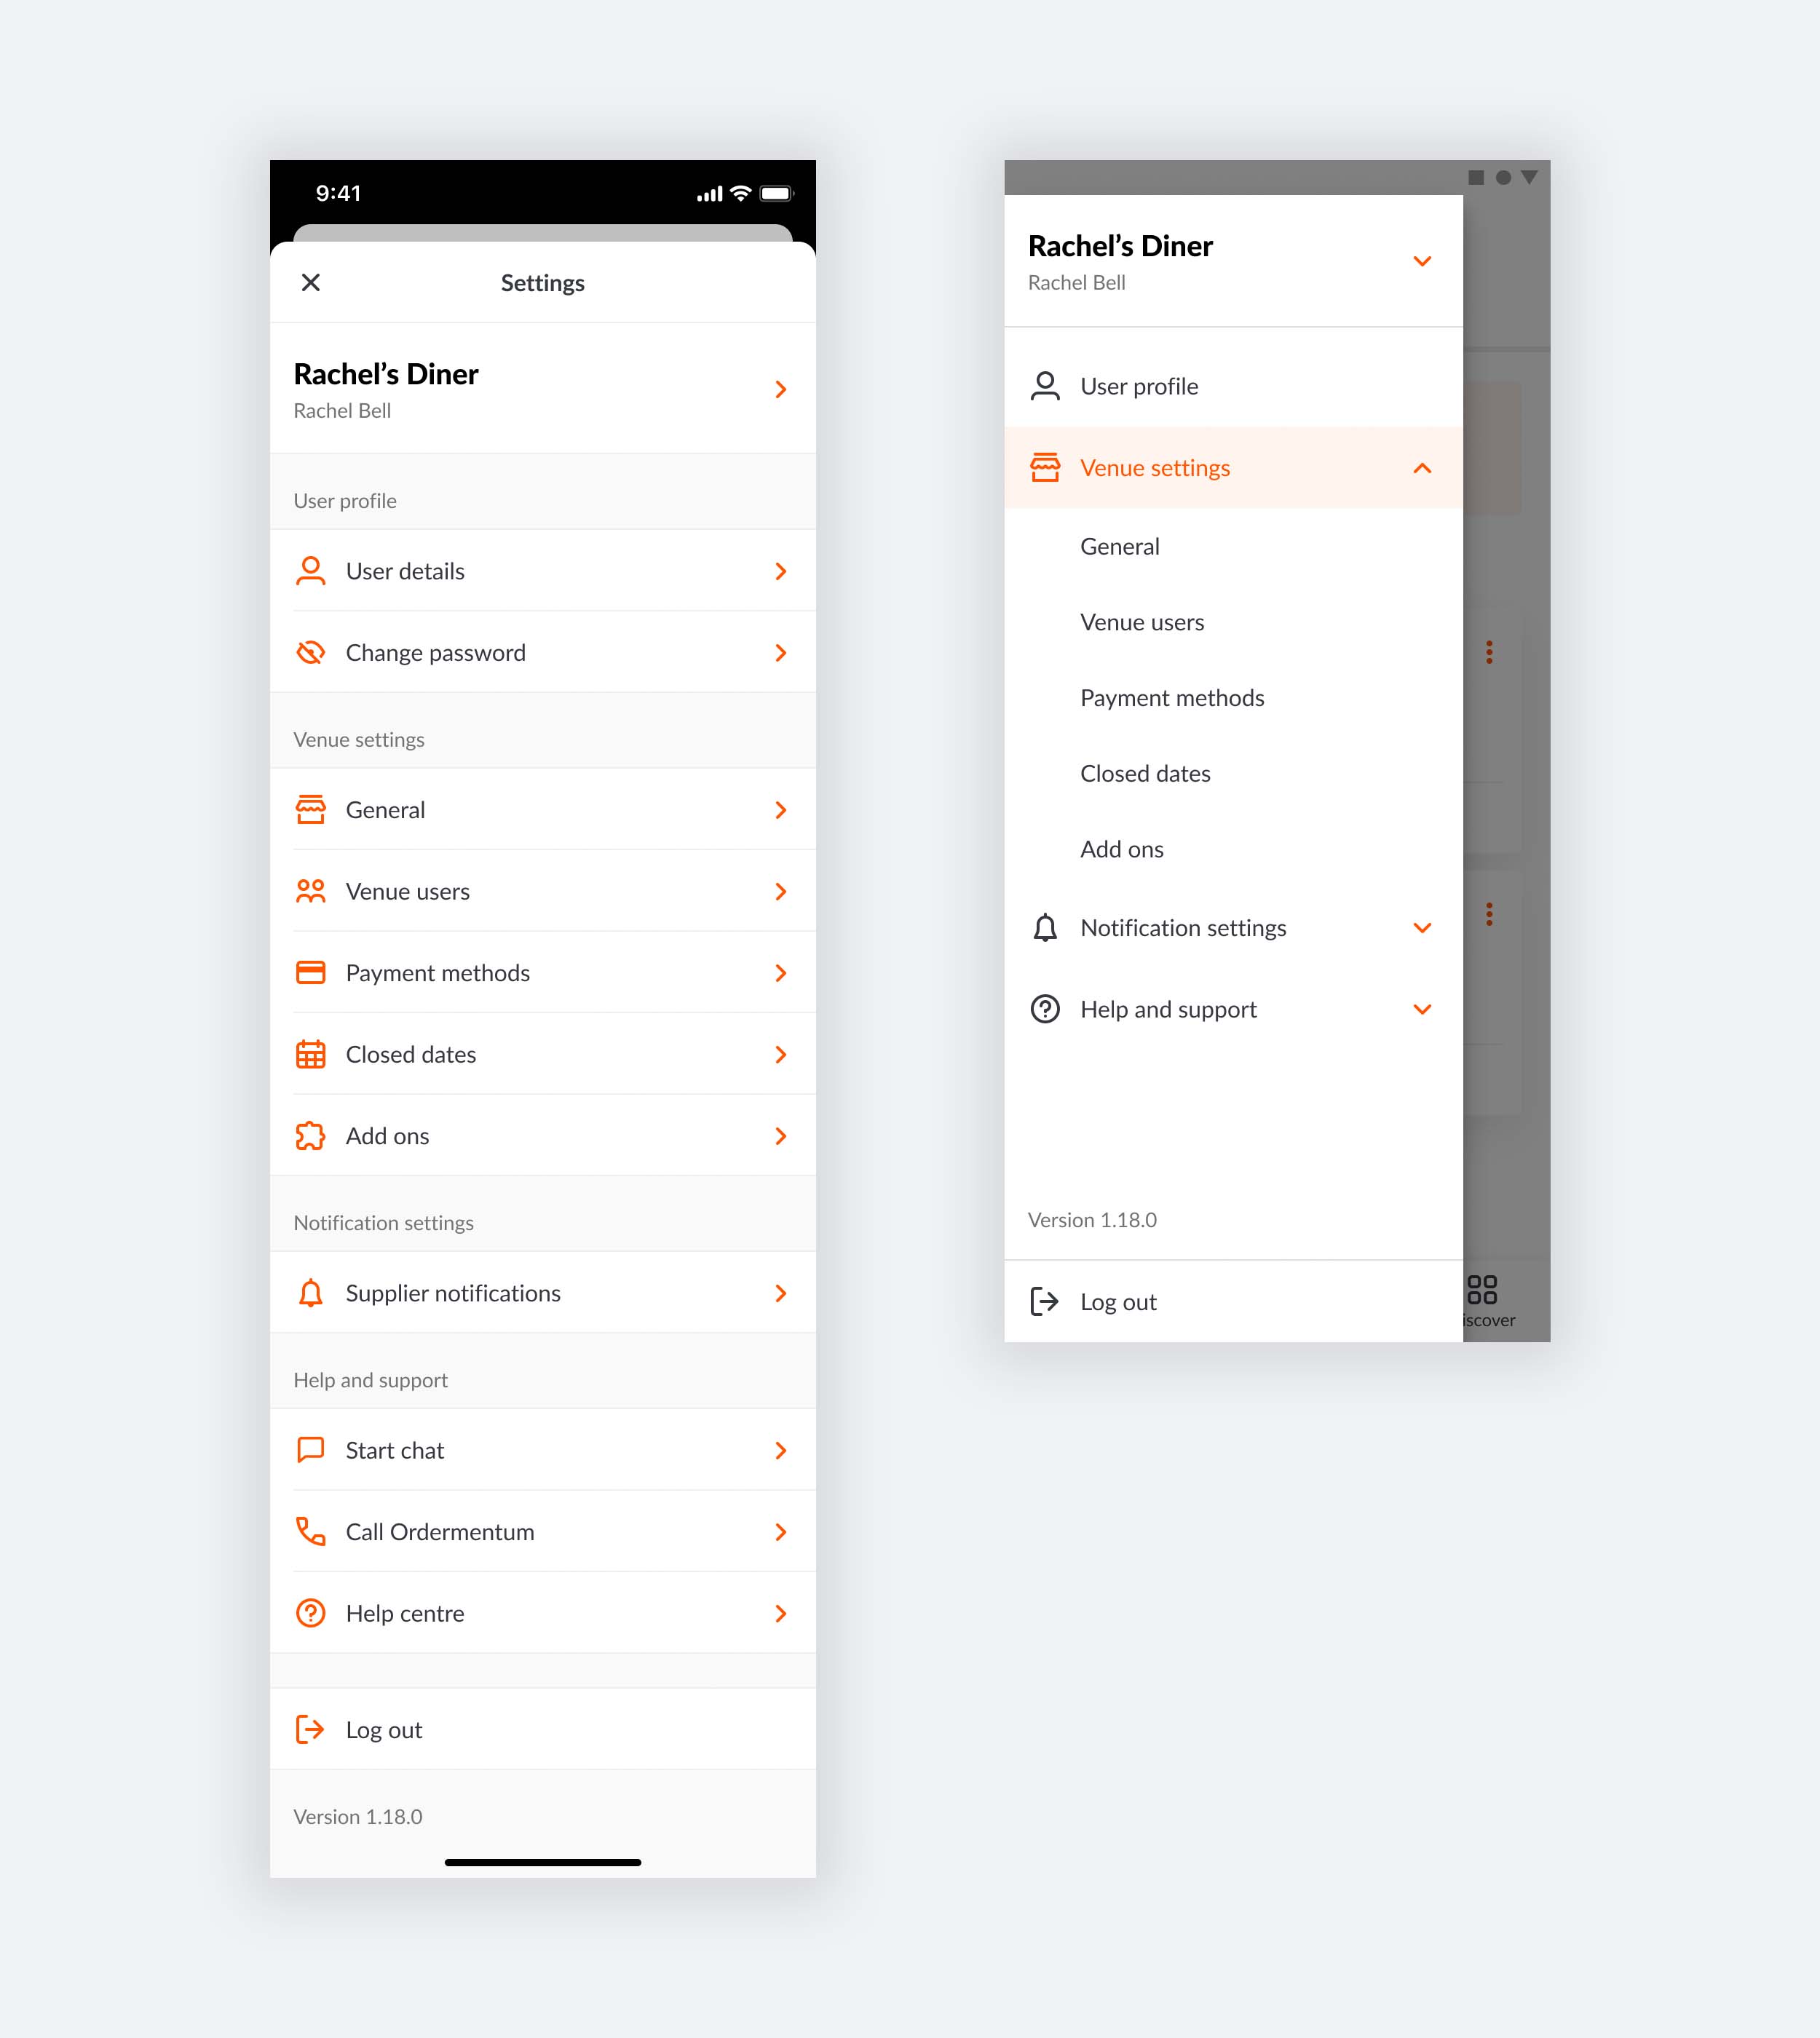 9:41
Settings
Rachel’s Diner
Rachel Bell
User profile
User details
Change password
Venue settings
General
Venue users
Payment methods
Closed dates
Add ons
Notification settings
Supplier notifications
Help and support
Start chat
Call Ordermentum
Help centre
Log out
Version 1.18.0
Rachel’s Diner
Rachel Bell
User profile
Venue settings
General
Venue users
Payment methods
Closed dates
Add ons
Notification settings
Help and support
Version 1.18.0
Log out
iscover